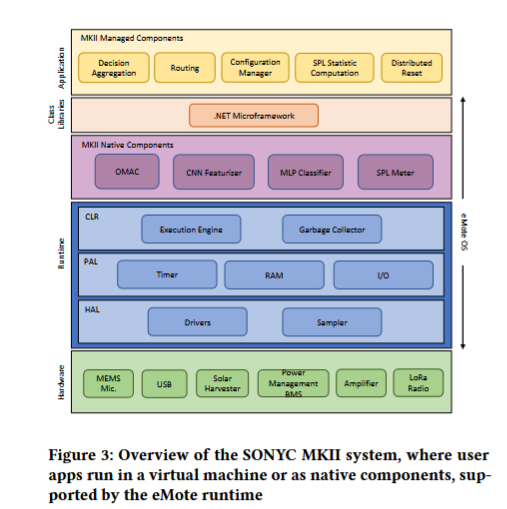 MKII Managed Components
Decision
Aggregation
Routing
Configuration
Manager
SPL Statistic
Computation
Distributed
Reset
Application
.NET Microframework
Class
Libraries
MKII Native Components
OMAC
CNN Featurizer
MLP Classifier
SPL Meter
CLR
Execution Engine
Garbage Collector
PAL
Timer
RAM
I/O
HAL
Drivers
Sampler
Runtime
eMote OS
MEMS
Mic.
USB
Solar
Harvester
Power
Management
BMS
Amplifier
LoRa
Radio
Hardware
Figure 3: Overview of the SONYC MKII system, where user
apps run in a virtual machine or as native components, sup-
ported by the eMote runtime